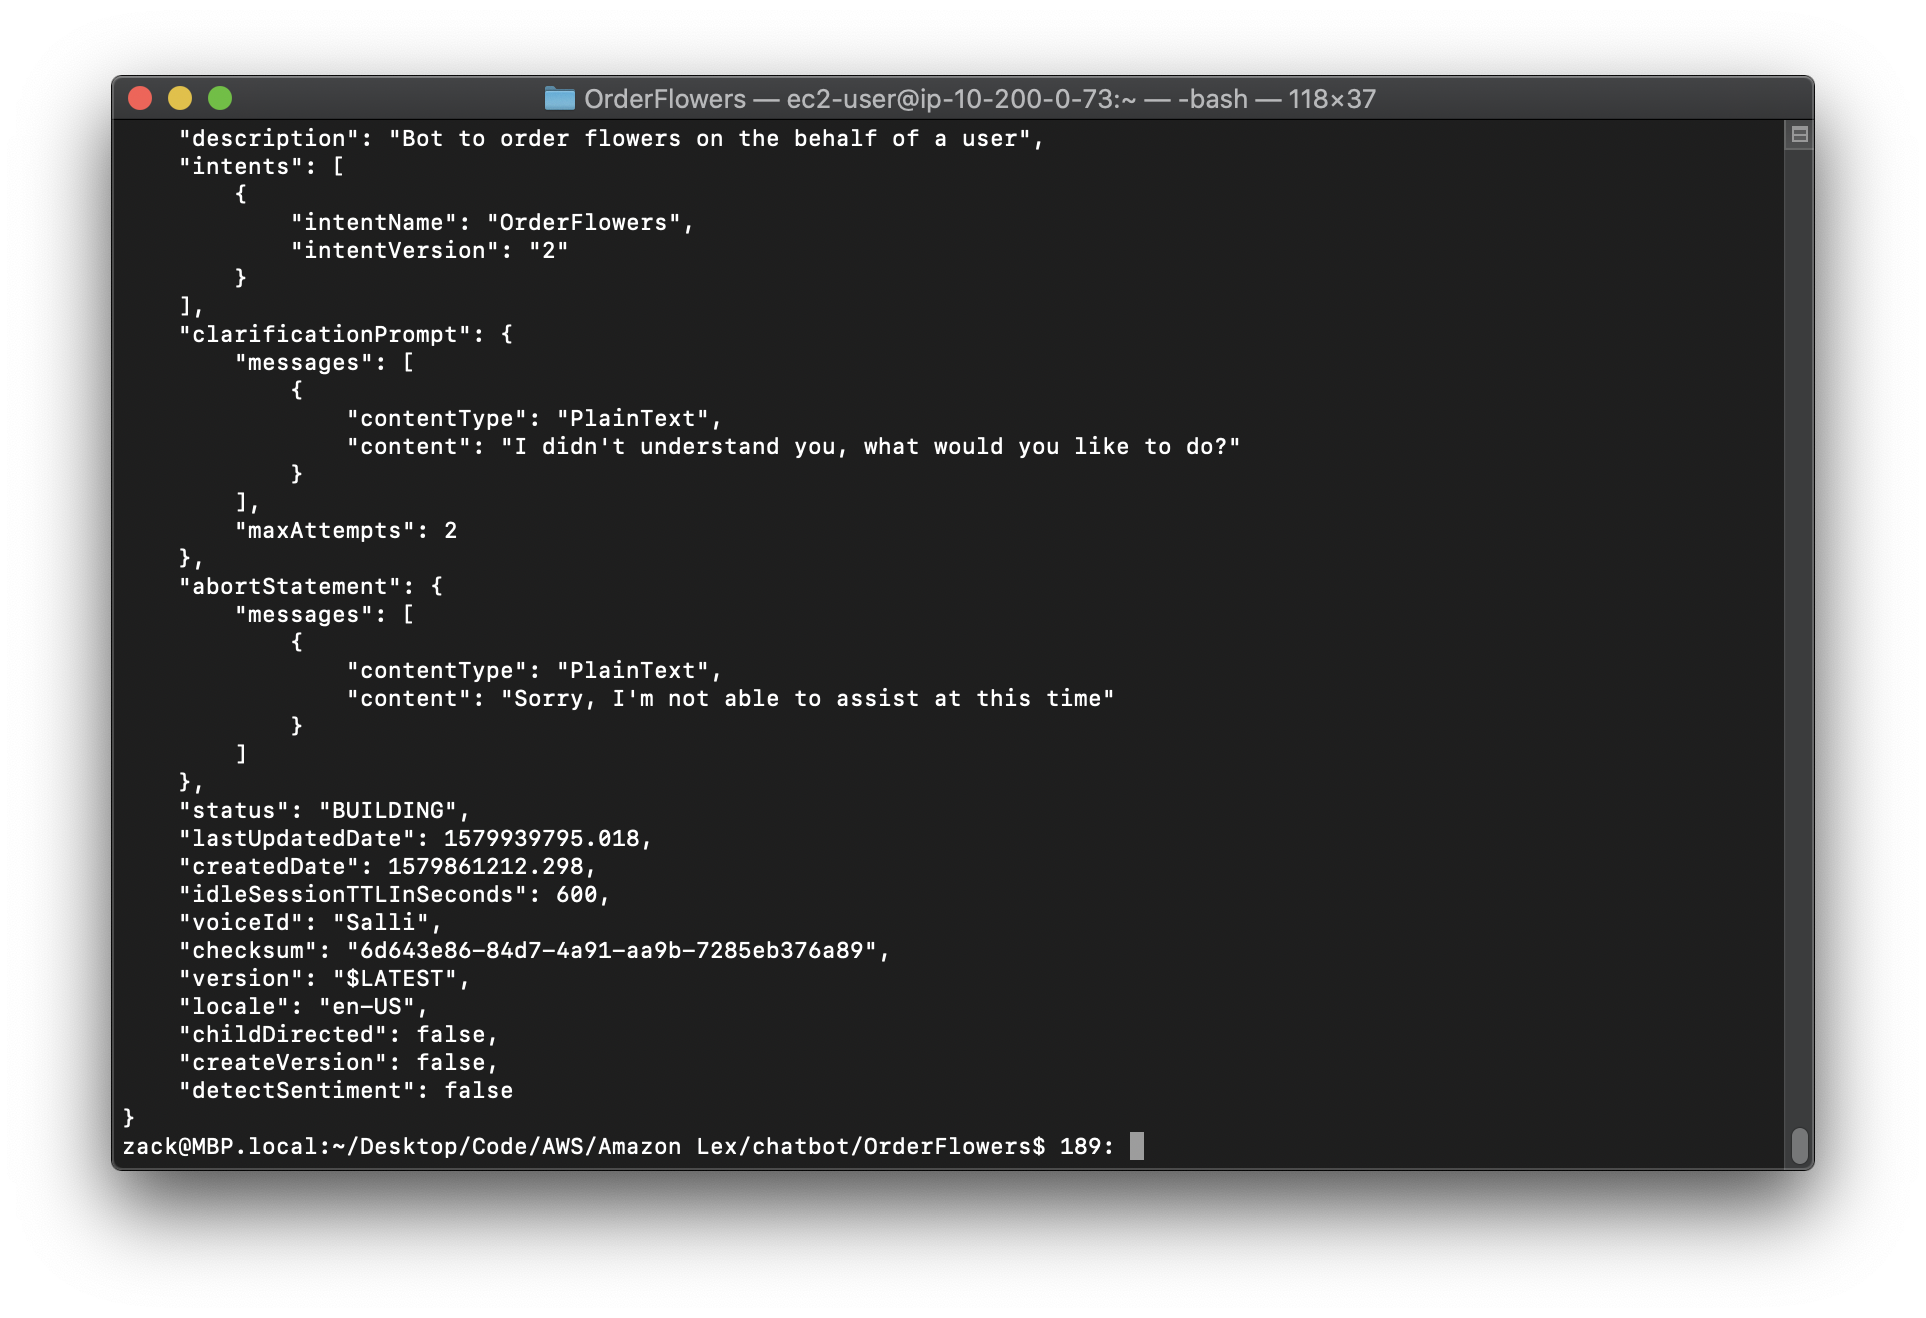 OrderFlowers — ec2-user@ip-10-200-0-73:~ — -bash — 118×37
    "description": "Bot to order flowers on the behalf of a user",
    "intents": [
        {
            "intentName": "OrderFlowers",
            "intentVersion": "2"
        }
    ],
    "clarificationPrompt": {
        "messages": [
            {
                "contentType": "PlainText",
                "content": "I didn't understand you, what would you like to do?"
            }
        ],
        "maxAttempts": 2
    },
    "abortStatement": {
        "messages": [
            {
                "contentType": "PlainText",
                "content": "Sorry, I'm not able to assist at this time"
            }
        ]
    },
    "status": "BUILDING",
    "lastUpdatedDate": 1579939795.018,
    "createdDate": 1579861212.298,
    "idleSessionTTLInSeconds": 600,
    "voiceId": "Salli",
    "checksum": "6d643e86-84d7-4a91-aa9b-7285eb376a89",
    "version": "$LATEST",
    "locale": "en-US",
    "childDirected": false,
    "createVersion": false,
    "detectSentiment": false
}
zack@MBP.local:~/Desktop/Code/AWS/Amazon Lex/chatbot/OrderFlowers$ 189: